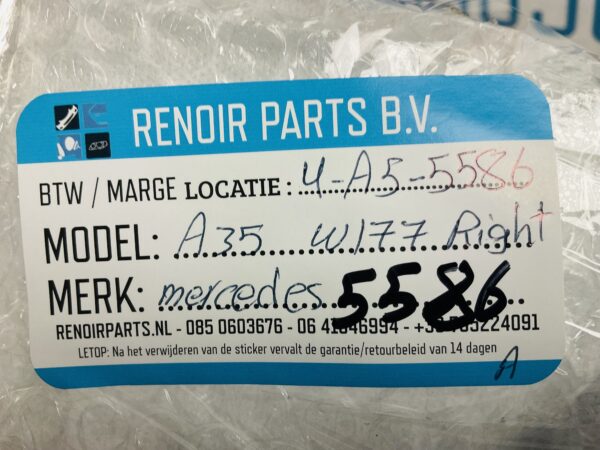 RENOIR PARTS B.V.
BTW / MARGE LOCATIE : 4-A5-5586
MODEL: A35 W177 Right
MERK: mercedes 5586
RENOIRPARTS.NL - 085 0603676 - 06 41846994 -
LETOP: Na het verwijderen van de sticker vervalt de garantie/retourbeleid van 14 dagen
A